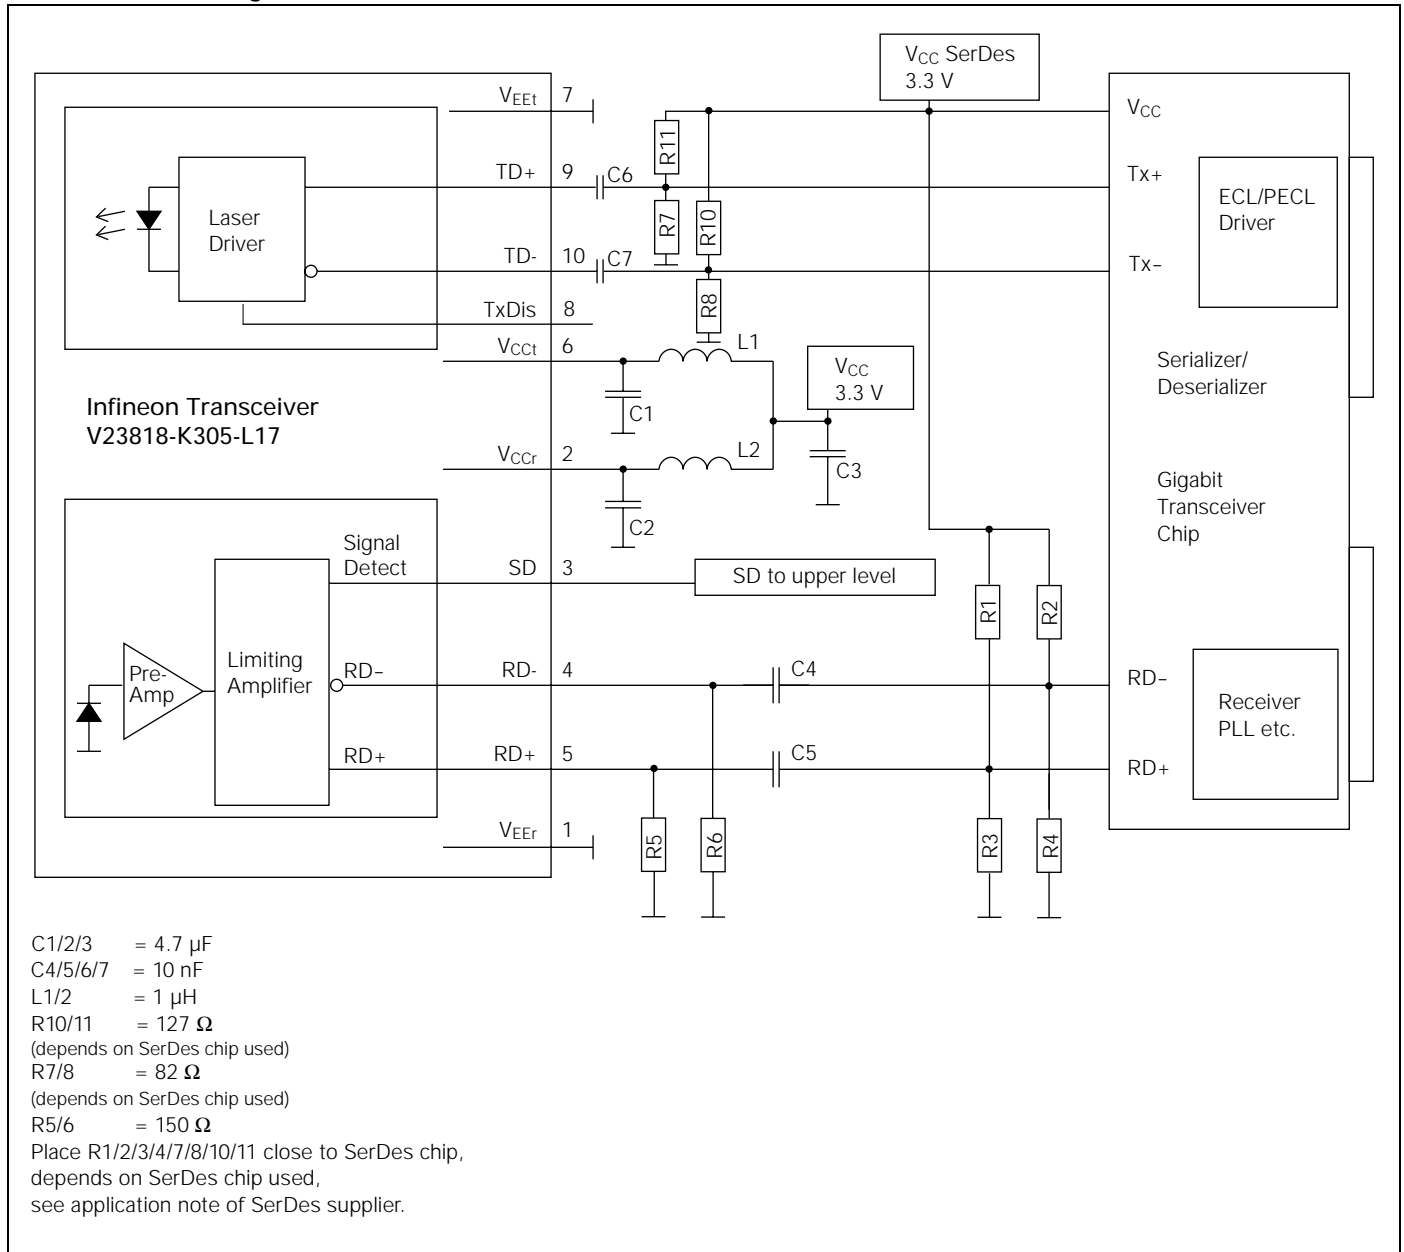 V_CC SerDes
3.3 V
V_EEt 7
V_CC
R11
TD+ 9 C6
Tx+
Laser
Driver
R7
R10
ECL/PECL
Driver
TD- 10 C7
Tx–
TxDis 8
R8
V_CCt 6
L1
V_CC
3.3 V
Serializer/
Deserializer
Infineon Transceiver
V23818-K305-L17
C1
V_CCr 2
L2
C3
Gigabit
Transceiver
Chip
C2
Signal
Detect
SD 3
SD to upper level
R1
R2
Pre-
Amp
Limiting
Amplifier
RD–
RD- 4
C4
RD–
Receiver
PLL etc.
RD+
RD+ 5
C5
RD+
V_EEr 1
R5
R6
R3
R4
C1/2/3 = 4.7 µF
C4/5/6/7 = 10 nF
L1/2 = 1 µH
R10/11 = 127 Ω
(depends on SerDes chip used)
R7/8 = 82 Ω
(depends on SerDes chip used)
R5/6 = 150 Ω
Place R1/2/3/4/7/8/10/11 close to SerDes chip,
depends on SerDes chip used,
see application note of SerDes supplier.